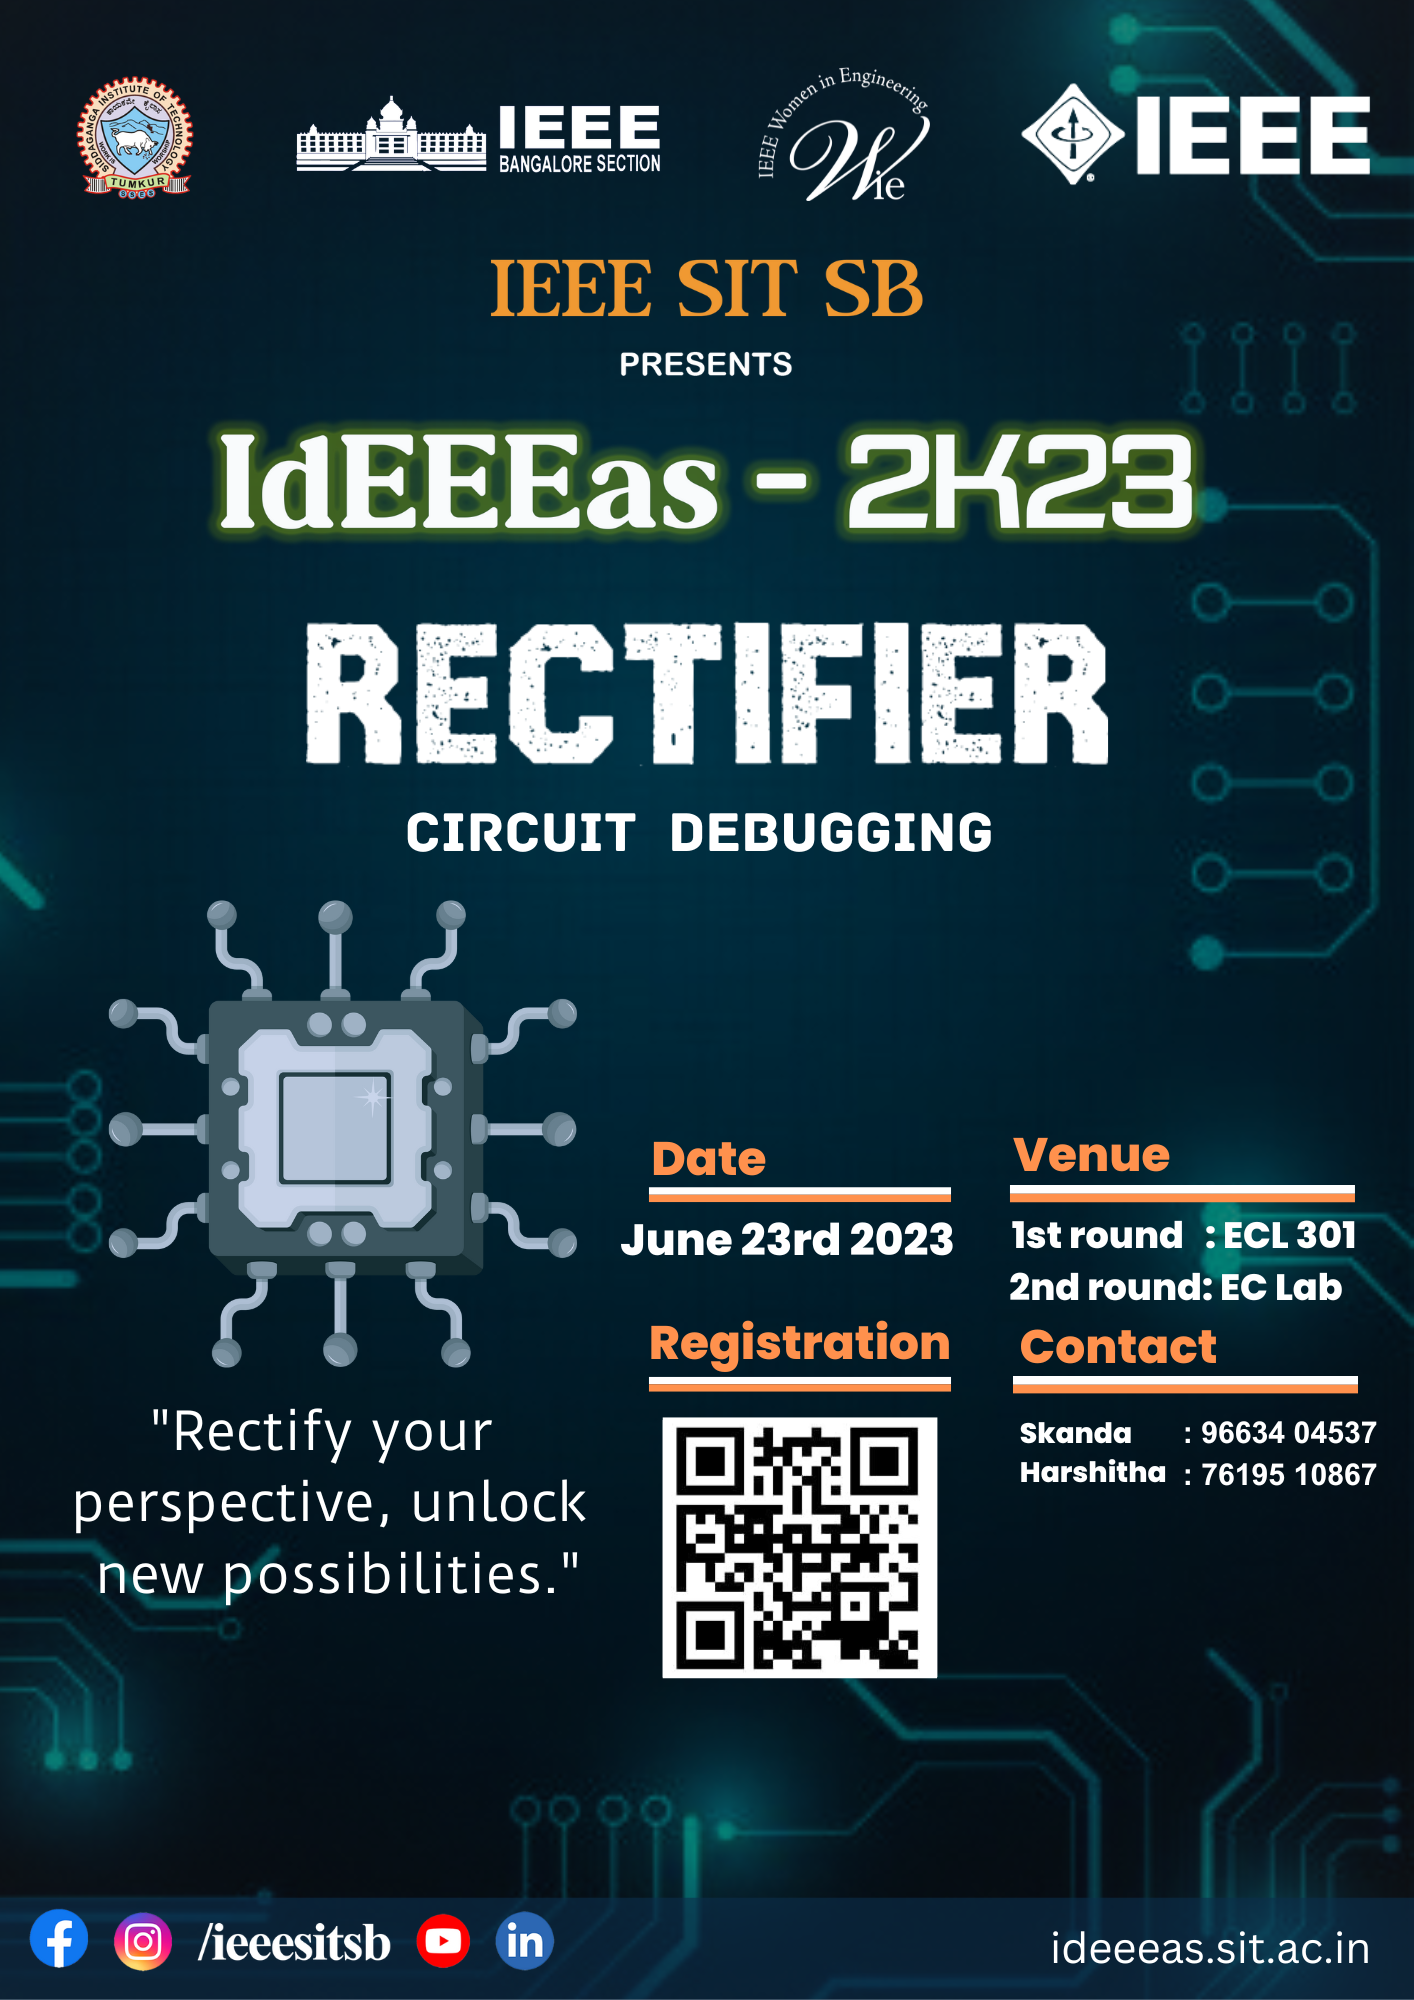 SIDDAGANGA INSTITUTE OF TECHNOLOGY
TUMKUR
IEEE
BANGALORE SECTION
IEEE Women in Engineering
Wie
IEEE
IEEE SIT SB
PRESENTS
IdEEEas - 2K23
RECTIFIER
CIRCUIT DEBUGGING
Date
June 23rd 2023
Venue
1st round : ECL 301
2nd round: EC Lab
Registration
Contact
Skanda : 96634 04537
Harshitha : 76195 10867
"Rectify your
perspective, unlock
new possibilities."
/ieeesitsb
ideeeas.sit.ac.in